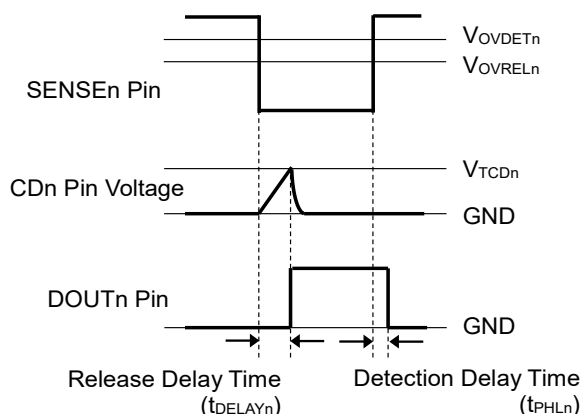 VOVDETn
VOVRELn
SENSEn Pin
VTCDn
CDn Pin Voltage
GND
DOUTn Pin
GND
Release Delay Time
(tDELAYn)
Detection Delay Time
(tPHLn)